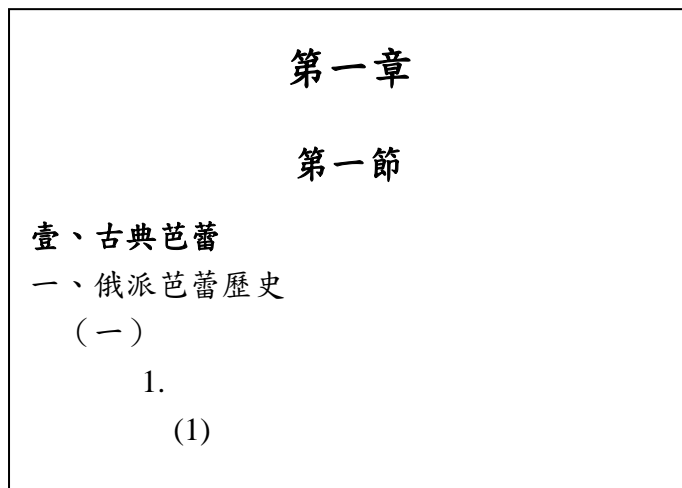 第一章
第一節
壹、古典芭蕾
一、俄派芭蕾歷史
（一）
1.
(1)